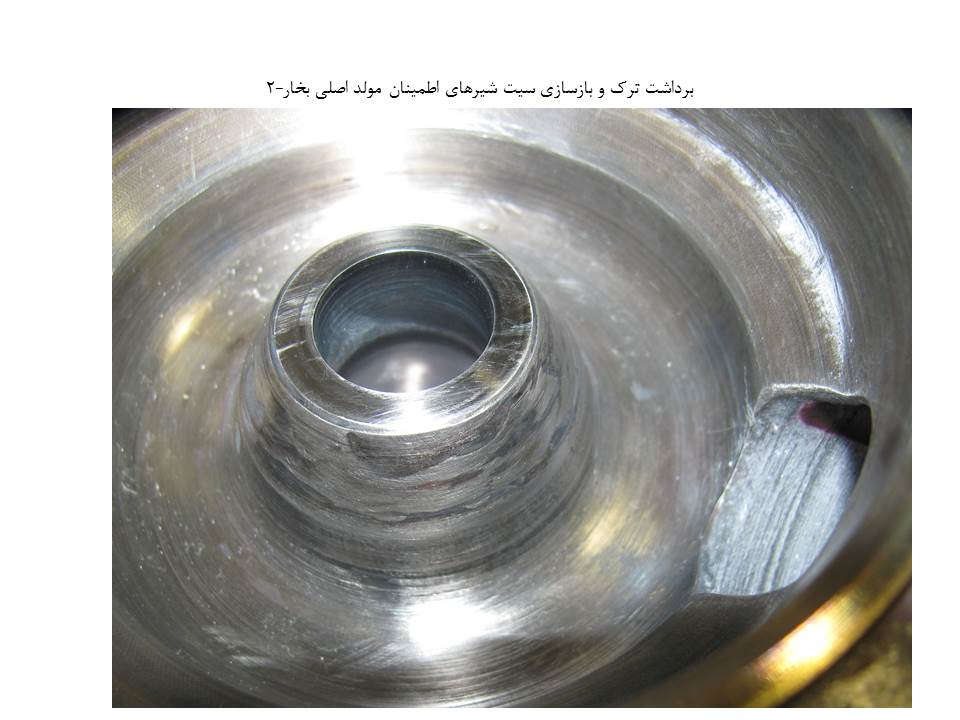 برداشت ترک و بازسازی سیت شیرهای اطمینان مولد اصلی بخار-۲